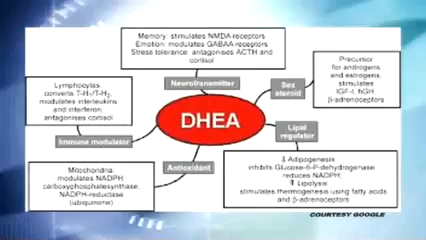 Memory: stimulates NMDA receptors
Emotion: modulates GABAA receptors
Stress tolerance: antagonises ACTH and
cortisol
Neurotransmitter
Lymphocytes:
converts T-H1/T-H2,
modulates interleukins
and interferon;
antagonises cortisol
Immune modulator
DHEA
Precursor
for androgens
and estrogens,
stimulates
IGF-I, hGH
β-adrenoceptors
Sex
steroid
Lipid
regulator
Antioxidant
Mitochondria:
modulates NADPH,
carboxyphosphatesynthase,
NADPH-reductase
(ubiquinone)
↓ Adipogenesis
inhibits Glucose-6-P-dehydrogenase
reduces NADPH,
↑ Lipolysis
stimulates thermogenesis using fatty acids
and β-adrenoceptors
COURTESY GOOGLE